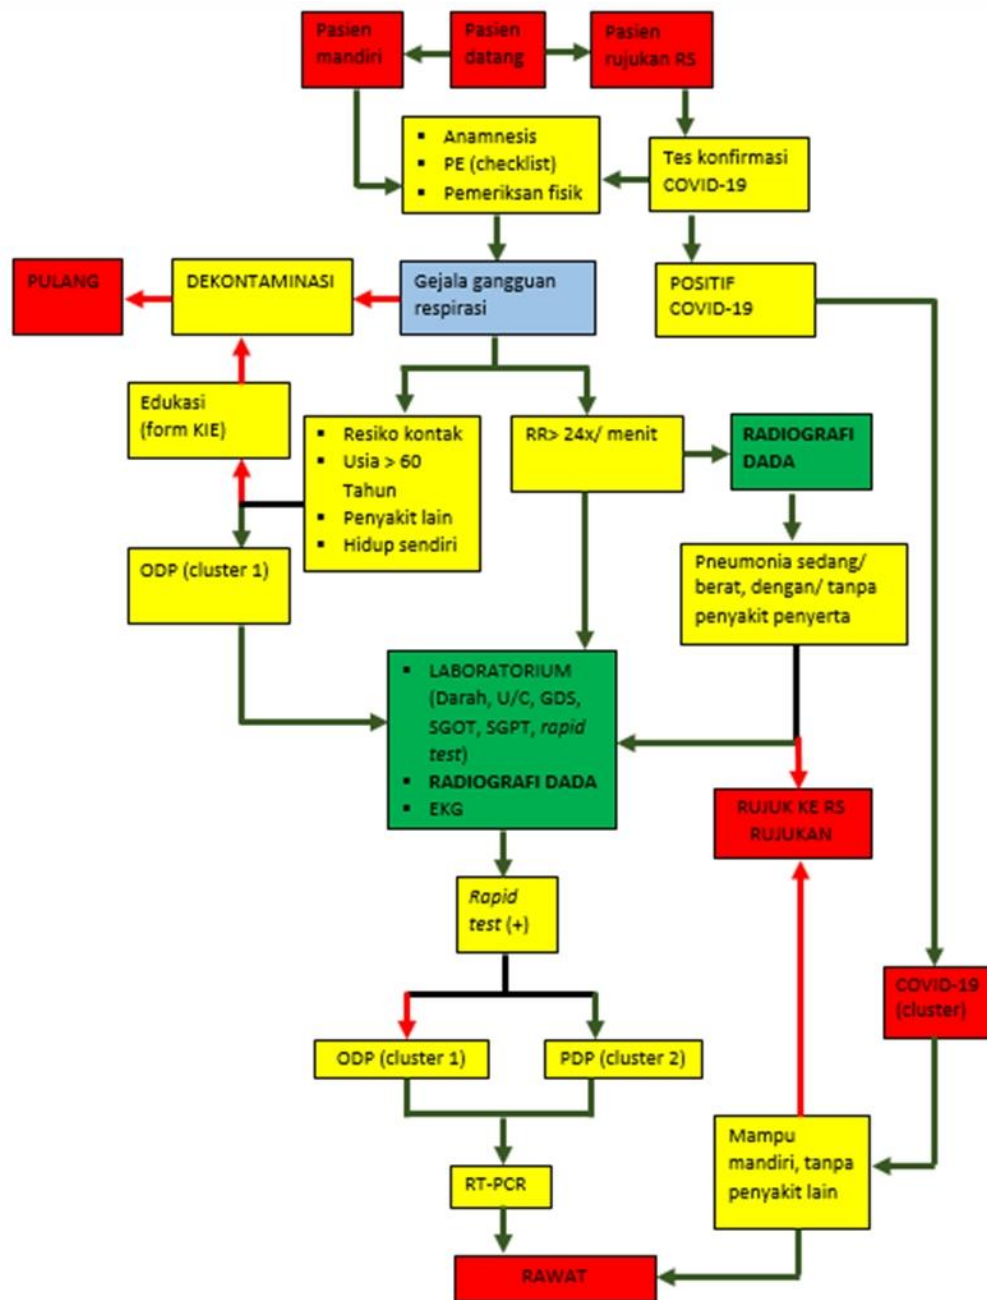 Pasien
mandiri
Pasien
datang
Pasien
rujukan RS
▪ Anamnesis
▪ PE (checklist)
▪ Pemeriksan fisik
Tes konfirmasi
COVID-19
PULANG
DEKONTAMINASI
Gejala gangguan
respirasi
POSITIF
COVID-19
Edukasi
(form KIE)
▪ Resiko kontak
▪ Usia > 60
Tahun
▪ Penyakit lain
▪ Hidup sendiri
RR> 24x/ menit
RADIOGRAFI
DADA
ODP (cluster 1)
Pneumonia sedang/
berat, dengan/ tanpa
penyakit penyerta
▪ LABORATORIUM
(Darah, U/C, GDS,
SGOT, SGPT, rapid
test)
▪ RADIOGRAFI DADA
▪ EKG
RUJUK KE RS
RUJUKAN
Rapid
test (+)
COVID-19
(cluster)
ODP (cluster 1)
PDP (cluster 2)
Mampu
mandiri, tanpa
penyakit lain
RT-PCR
RAWAT